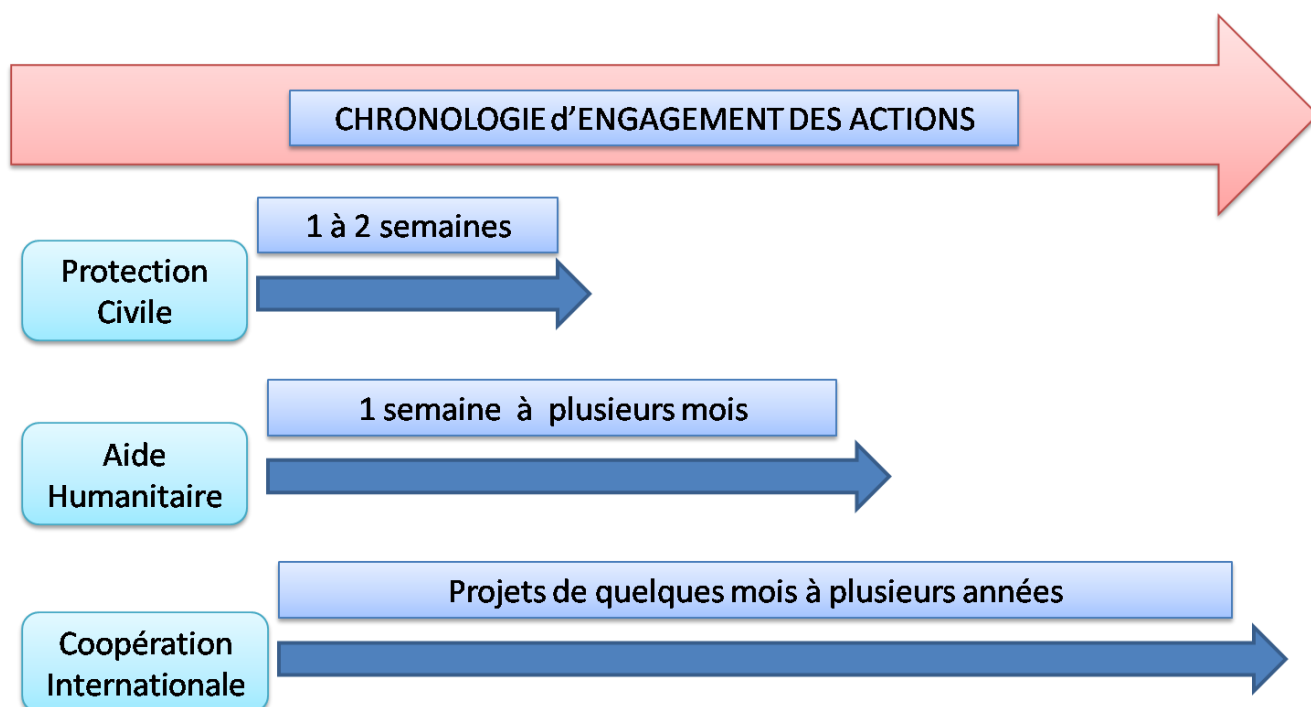 CHRONOLOGIE d’ENGAGEMENT DES ACTIONS
1 à 2 semaines
Protection
Civile
1 semaine à plusieurs mois
Aide
Humanitaire
Projets de quelques mois à plusieurs années
Coopération
Internationale